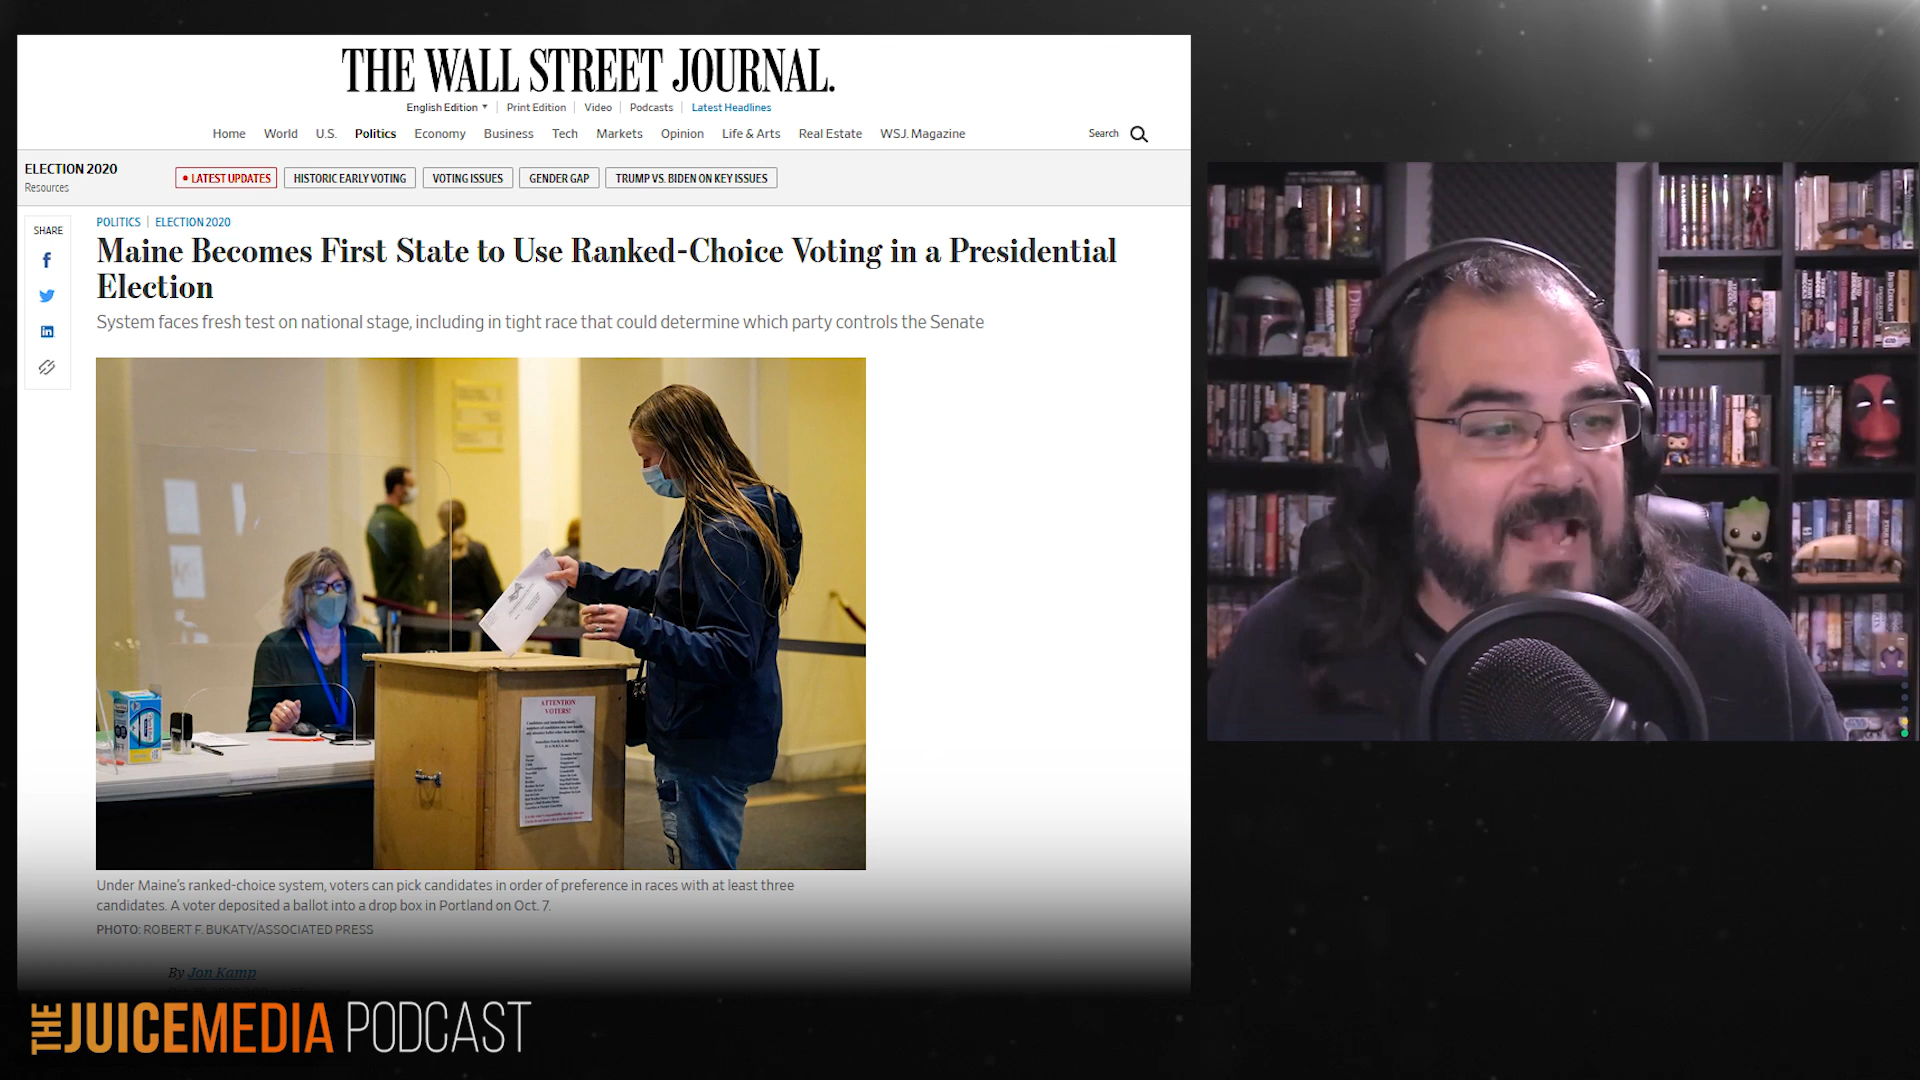 THE WALL STREET JOURNAL.
English Edition Print Edition Video Podcasts Latest Headlines
Home World U.S. Politics Economy Business Tech Markets Opinion Life & Arts Real Estate WSJ. Magazine Search
ELECTION 2020
Resources
• LATEST UPDATES HISTORIC EARLY VOTING VOTING ISSUES GENDER GAP TRUMP VS. BIDEN ON KEY ISSUES
SHARE
POLITICS | ELECTION 2020
Maine Becomes First State to Use Ranked-Choice Voting in a Presidential
Election
System faces fresh test on national stage, including in tight race that could determine which party controls the Senate
ATTENTION
VOTERS!
Under Maine's ranked-choice system, voters can pick candidates in order of preference in races with at least three
candidates. A voter deposited a ballot into a drop box in Portland on Oct. 7.
PHOTO: ROBERT F. BUKATY/ASSOCIATED PRESS
By Jon Kamp
THE JUICEMEDIA PODCAST